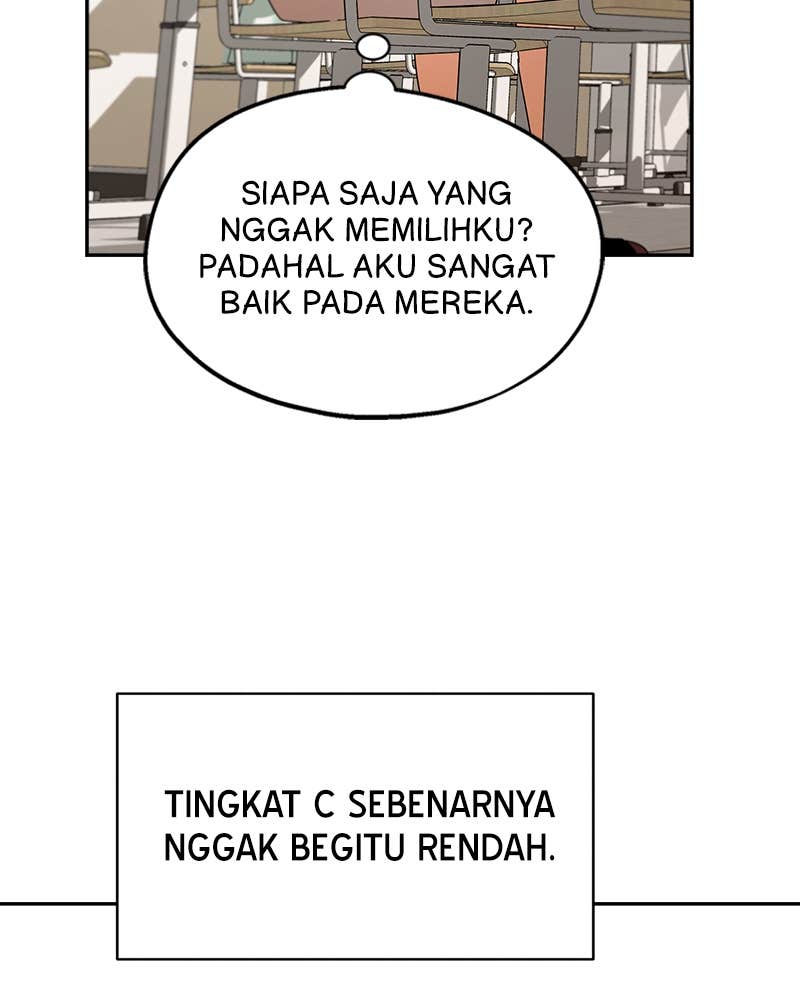 SIAPA SAJA YANG
NGGAK MEMILIHKU?
PADAHAL AKU SANGAT
BAIK PADA MEREKA.
TINGKAT C SEBENARNYA
NGGAK BEGITU RENDAH.